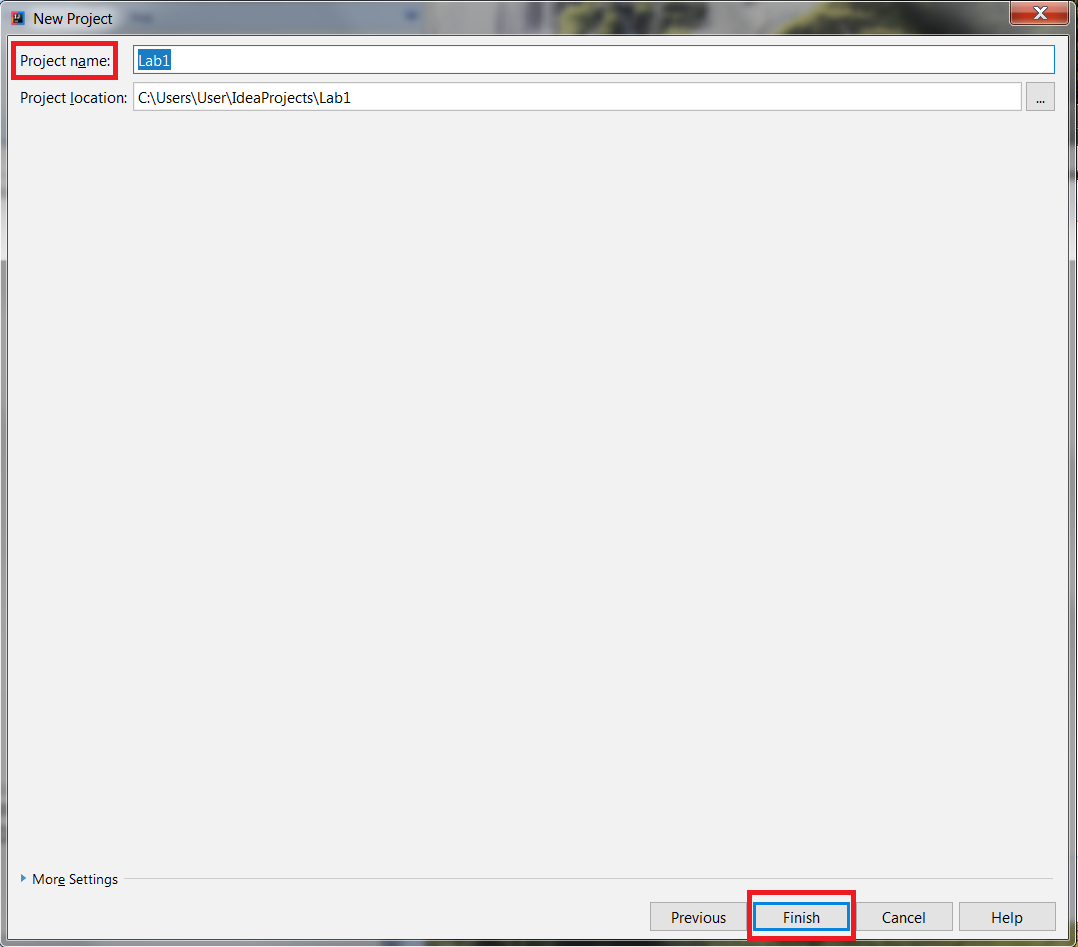 New Project
Project name: Lab1
Project location: C:\Users\User\IdeaProjects\Lab1 ...
More Settings
Previous Finish Cancel Help